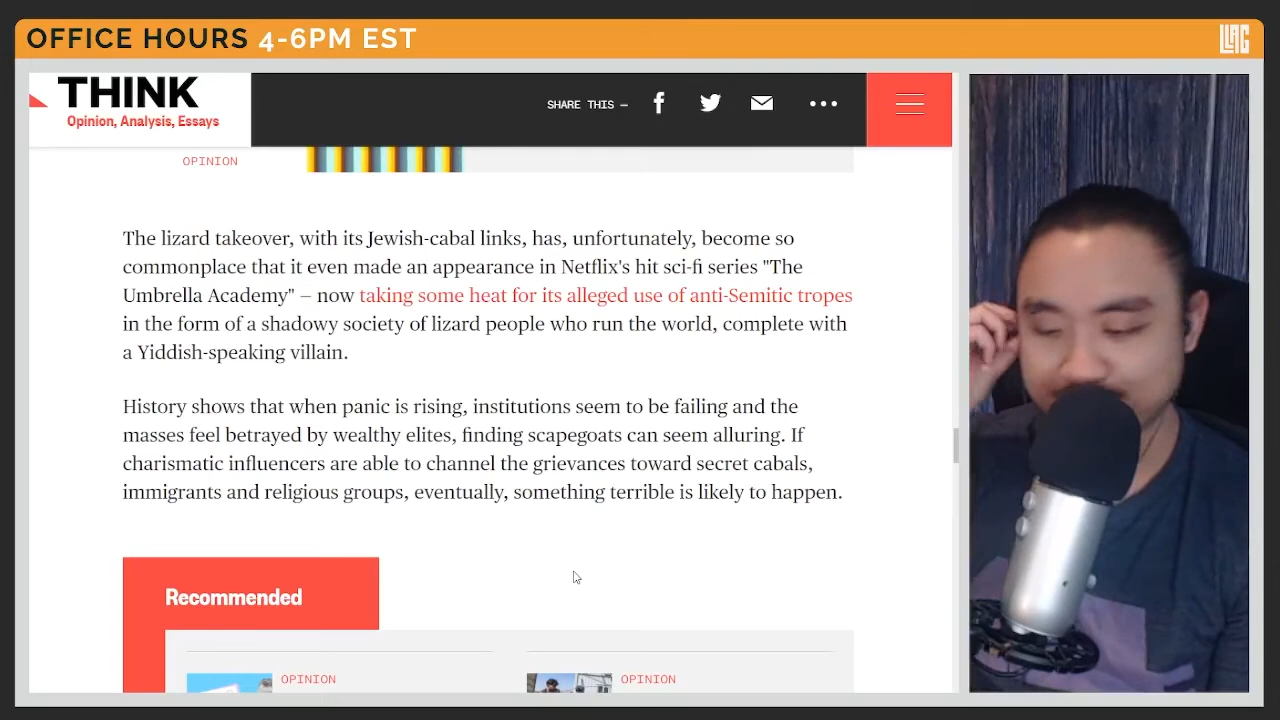 OFFICE HOURS 4-6PM EST
LLAG
THINK
Opinion, Analysis, Essays
SHARE THIS —
OPINION
The lizard takeover, with its Jewish-cabal links, has, unfortunately, become so
commonplace that it even made an appearance in Netflix's hit sci-fi series "The
Umbrella Academy" — now taking some heat for its alleged use of anti-Semitic tropes
in the form of a shadowy society of lizard people who run the world, complete with
a Yiddish-speaking villain.
History shows that when panic is rising, institutions seem to be failing and the
masses feel betrayed by wealthy elites, finding scapegoats can seem alluring. If
charismatic influencers are able to channel the grievances toward secret cabals,
immigrants and religious groups, eventually, something terrible is likely to happen.
Recommended
OPINION
OPINION